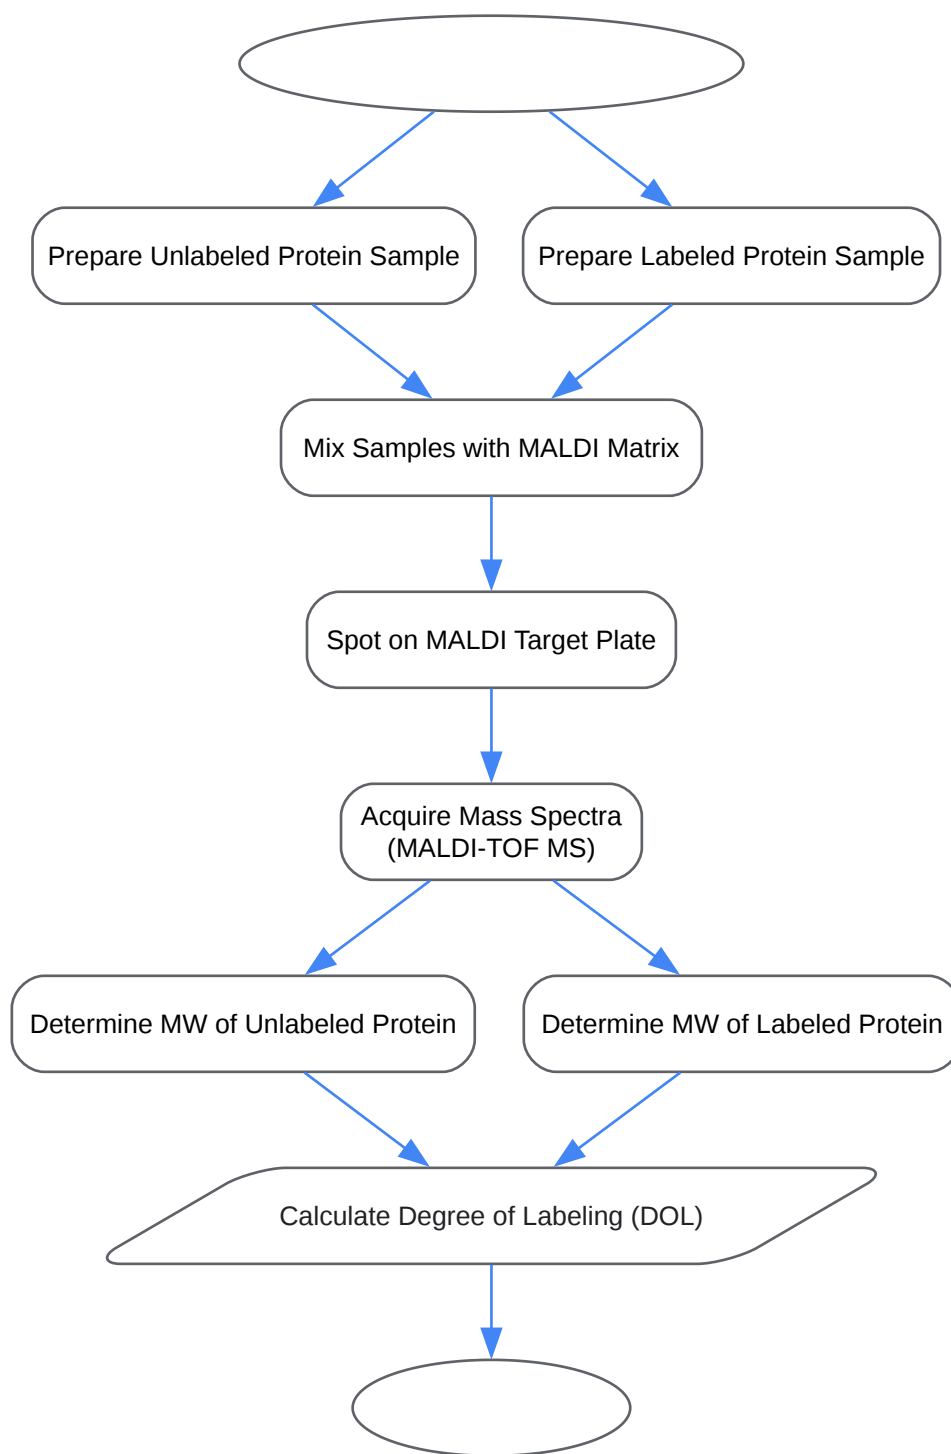 Prepare Unlabeled Protein Sample
Prepare Labeled Protein Sample
Mix Samples with MALDI Matrix
Spot on MALDI Target Plate
Acquire Mass Spectra
(MALDI-TOF MS)
Determine MW of Unlabeled Protein
Determine MW of Labeled Protein
Calculate Degree of Labeling (DOL)